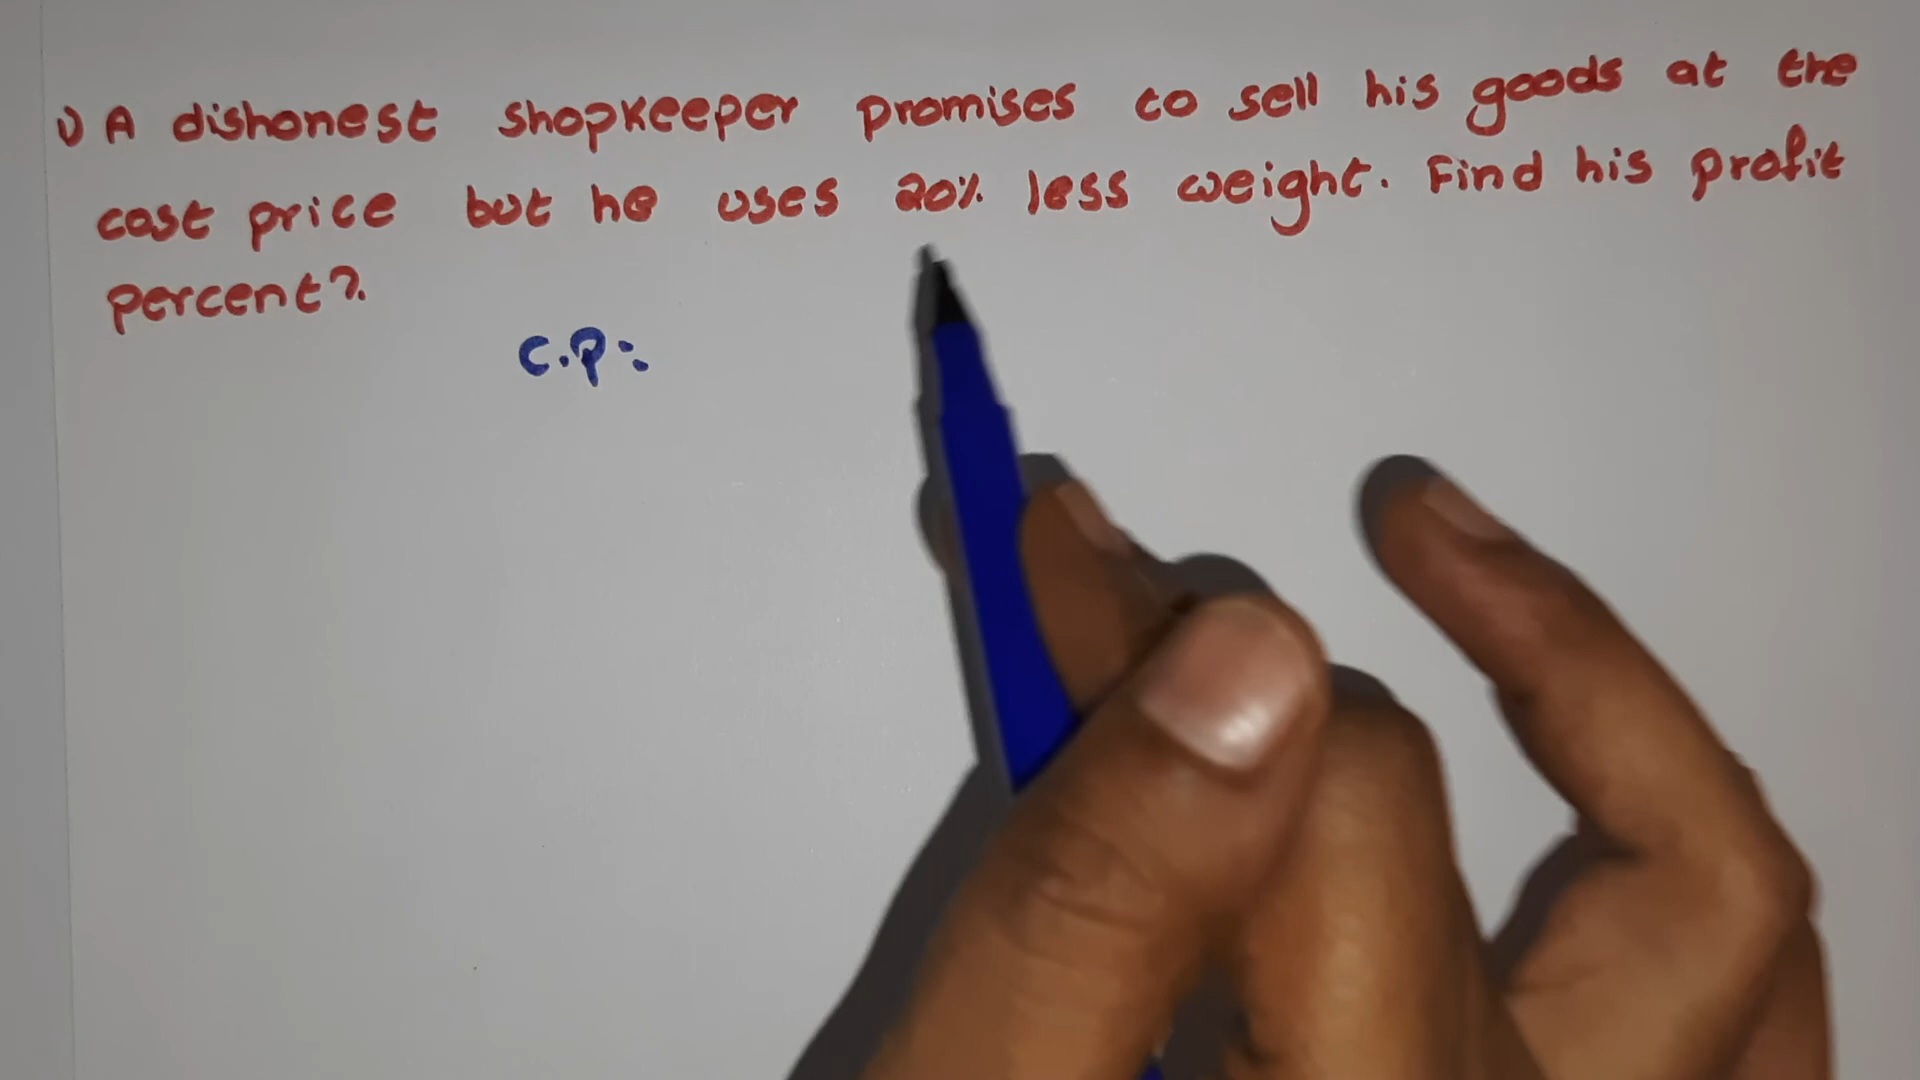 1) A dishonest shopkeeper promises to sell his goods at the
cost price but he uses 20% less weight. Find his profit
percent?.
C.P: